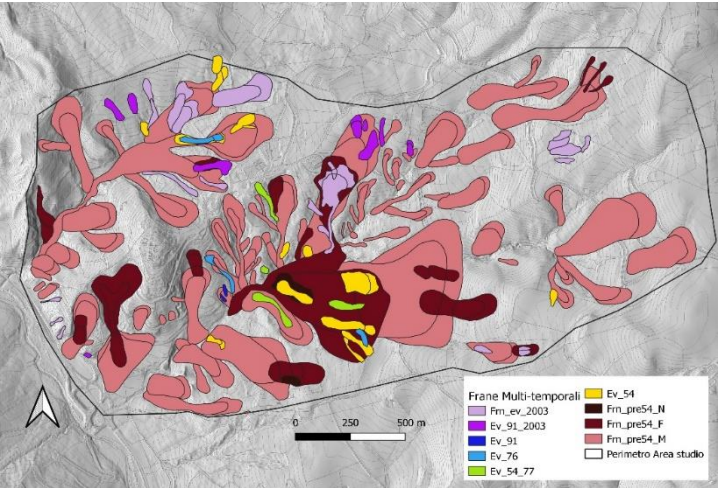 0 250 500 m
Frane Multi-temporali
Frn_ev_2003
Ev_91_2003
Ev_91
Ev_76
Ev_54_77
Ev_54
Frn_pre54_N
Frn_pre54_F
Frn_pre54_M
Perimetro Area studio